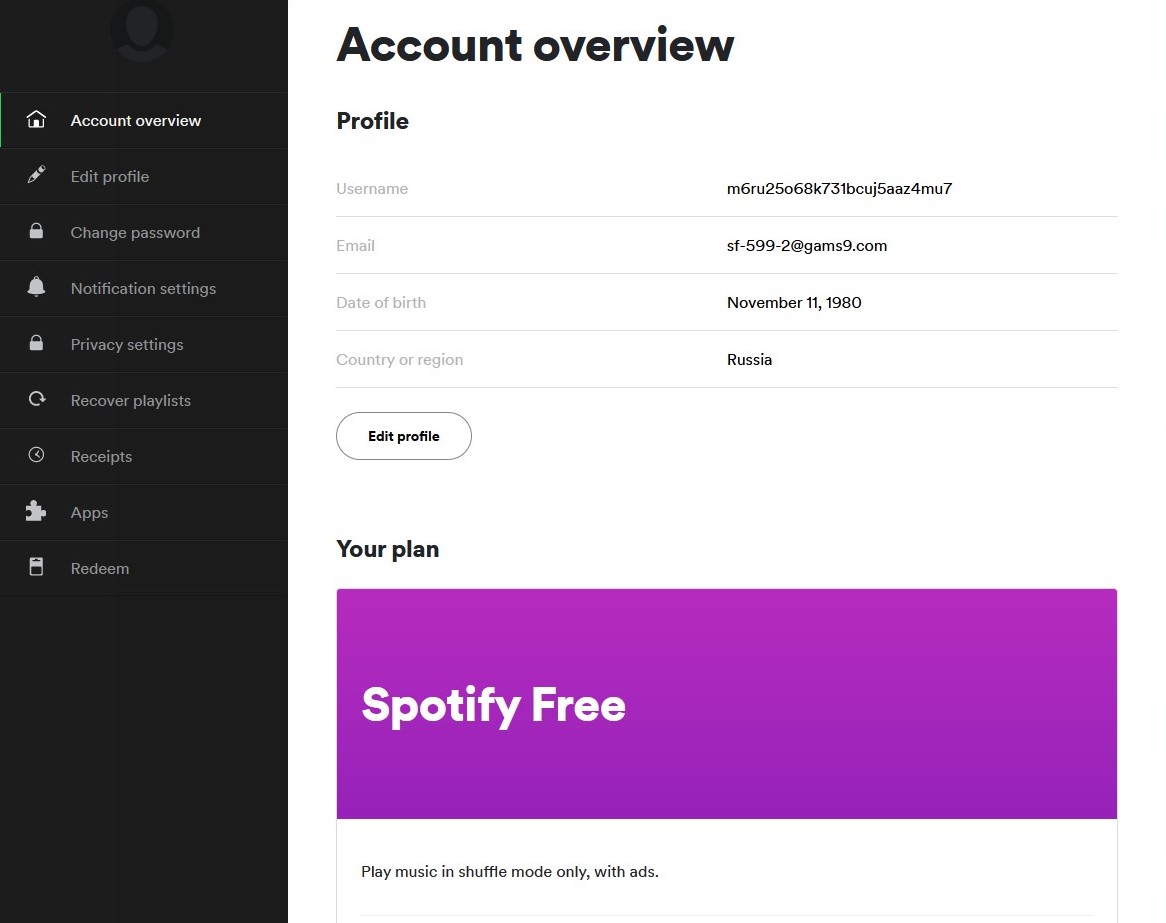 Account overview
Edit profile
Change password
Notification settings
Privacy settings
Recover playlists
Receipts
Apps
Redeem
Account overview
Profile
Username m6ru25o68k731bcuj5aaz4mu7
Email sf-599-2@gams9.com
Date of birth November 11, 1980
Country or region Russia
Edit profile
Your plan
Spotify Free
Play music in shuffle mode only, with ads.